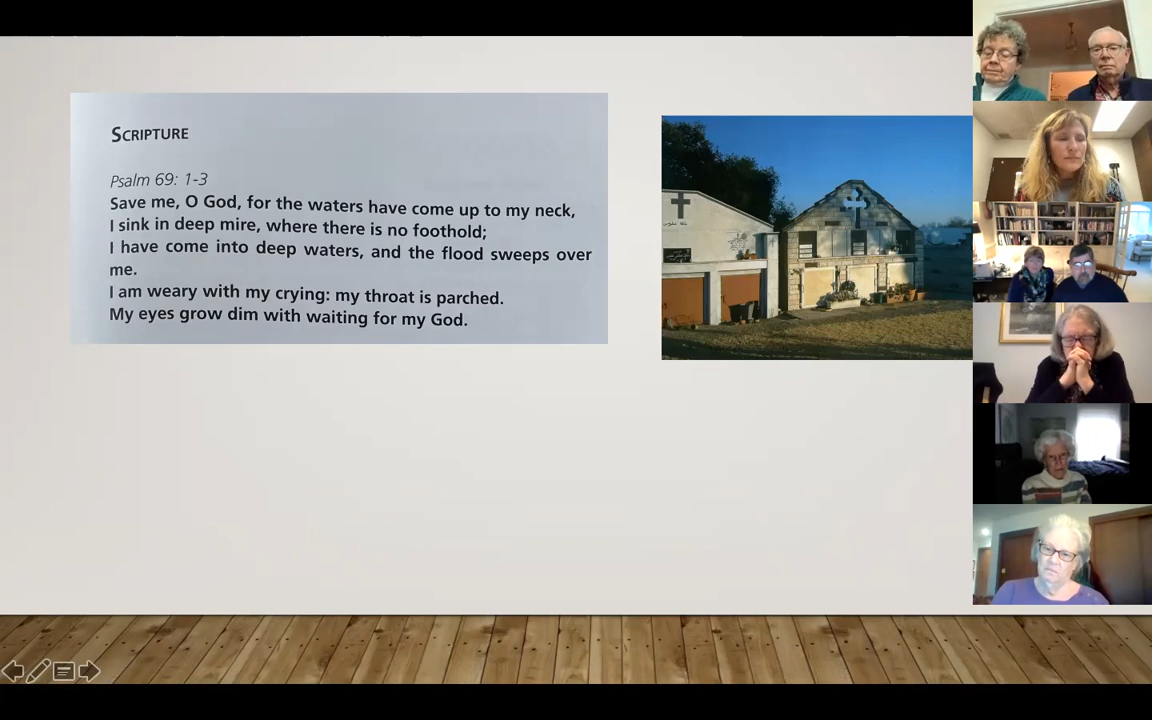 SCRIPTURE
Psalm 69: 1-3
Save me, O God, for the waters have come up to my neck,
I sink in deep mire, where there is no foothold;
I have come into deep waters, and the flood sweeps over
me.
I am weary with my crying: my throat is parched.
My eyes grow dim with waiting for my God.